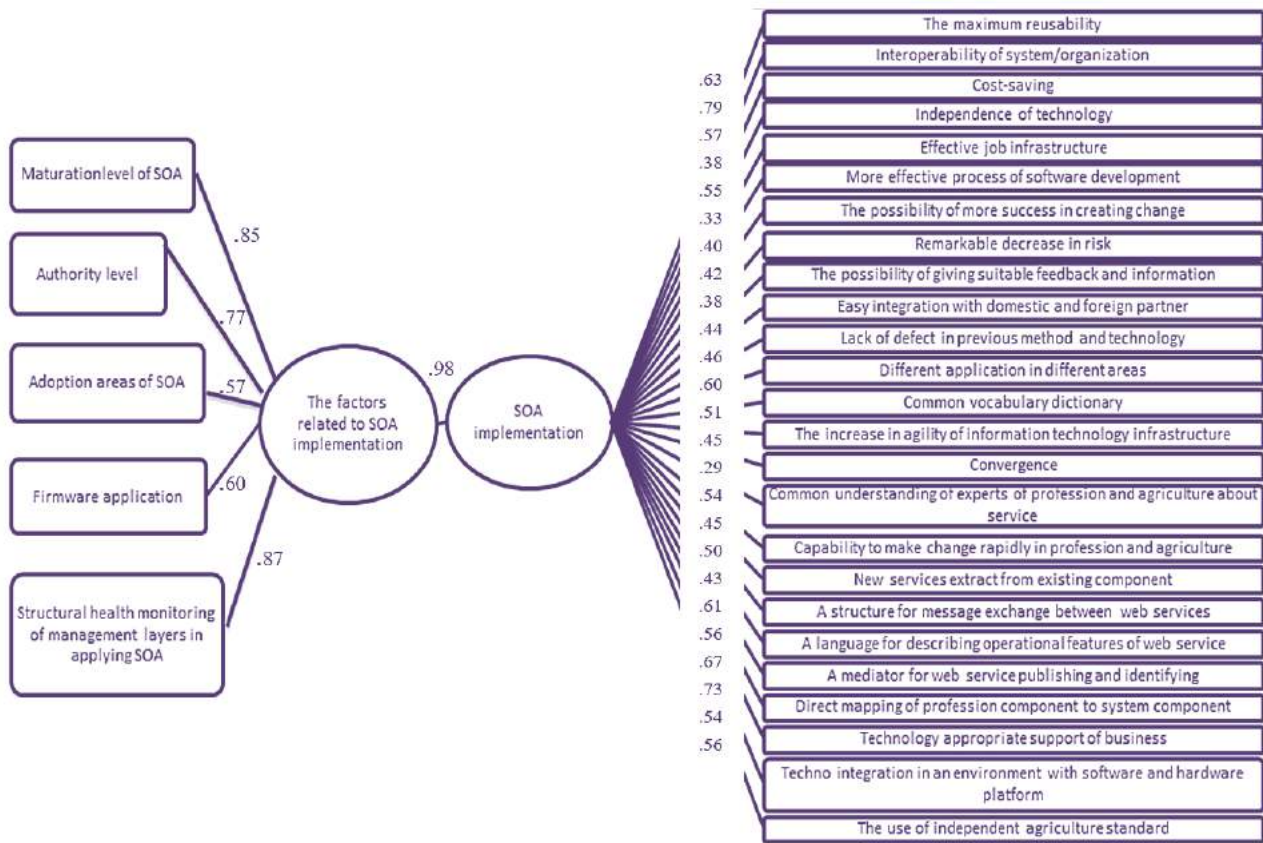 Maturationlevel of SOA
Authority level
Adoption areas of SOA
Firmware application
Structural health monitoring
of management layers in
applying SOA
.85
.77
.57
.60
.87
The factors
related to SOA
implementation
.98
SOA
implementation
.63
.79
.57
.38
.55
.33
.40
.42
.38
.44
.46
.60
.51
.45
.29
.54
.45
.50
.43
.61
.56
.67
.73
.54
.56
The maximum reusability
Interoperability of system/organization
Cost-saving
Independence of technology
Effective job infrastructure
More effective process of software development
The possibility of more success in creating change
Remarkable decrease in risk
The possibility of giving suitable feedback and information
Easy integration with domestic and foreign partner
Lack of defect in previous method and technology
Different application in different areas
Common vocabulary dictionary
The increase in agility of information technology infrastructure
Convergence
Common understanding of experts of profession and agriculture about
service
Capability to make change rapidly in profession and agriculture
New services extract from existing component
A structure for message exchange between web services
A language for describing operational features of web service
A mediator for web service publishing and identifying
Direct mapping of profession component to system component
Technology appropriate support of business
Techno integration in an environment with software and hardware
platform
The use of independent agriculture standard